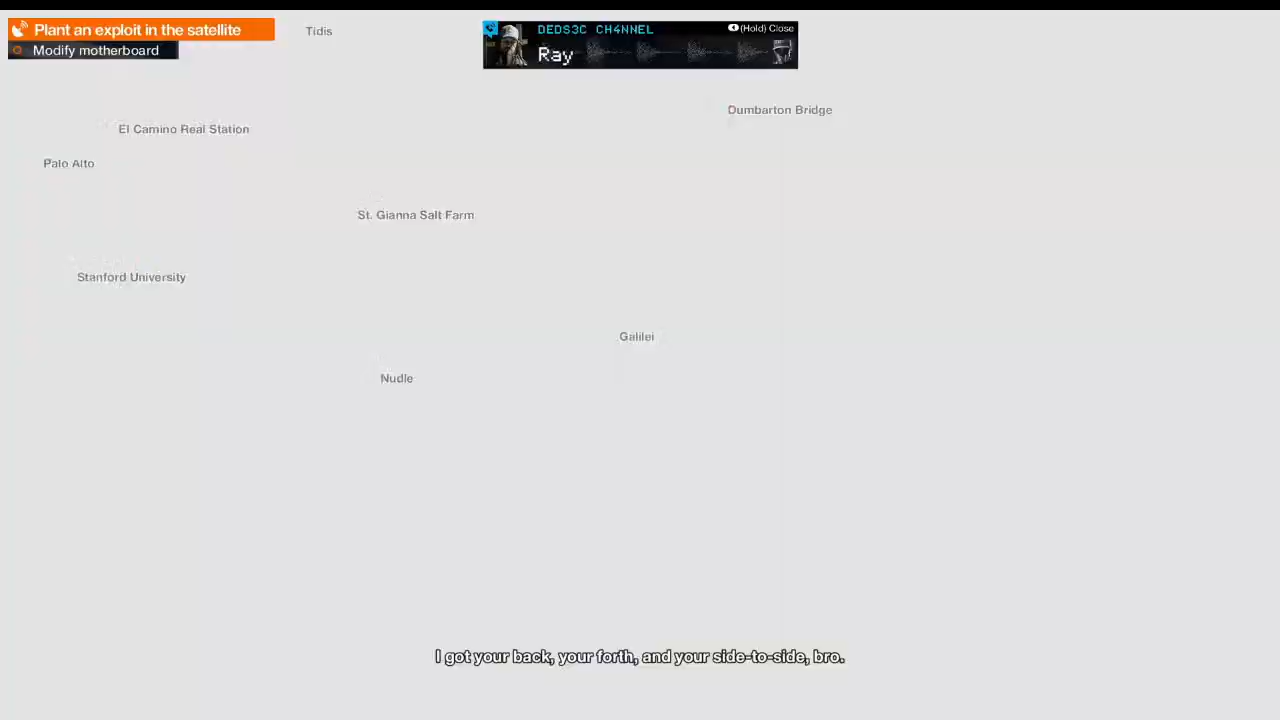 Plant an exploit in the satellite
Modify motherboard
Tidis
DEDS3C CH4NNEL
(Hold) Close
Ray
Dumbarton Bridge
El Camino Real Station
Palo Alto
St. Gianna Salt Farm
Stanford University
Galilei
Nudle
I got your back, your forth, and your side-to-side, bro.